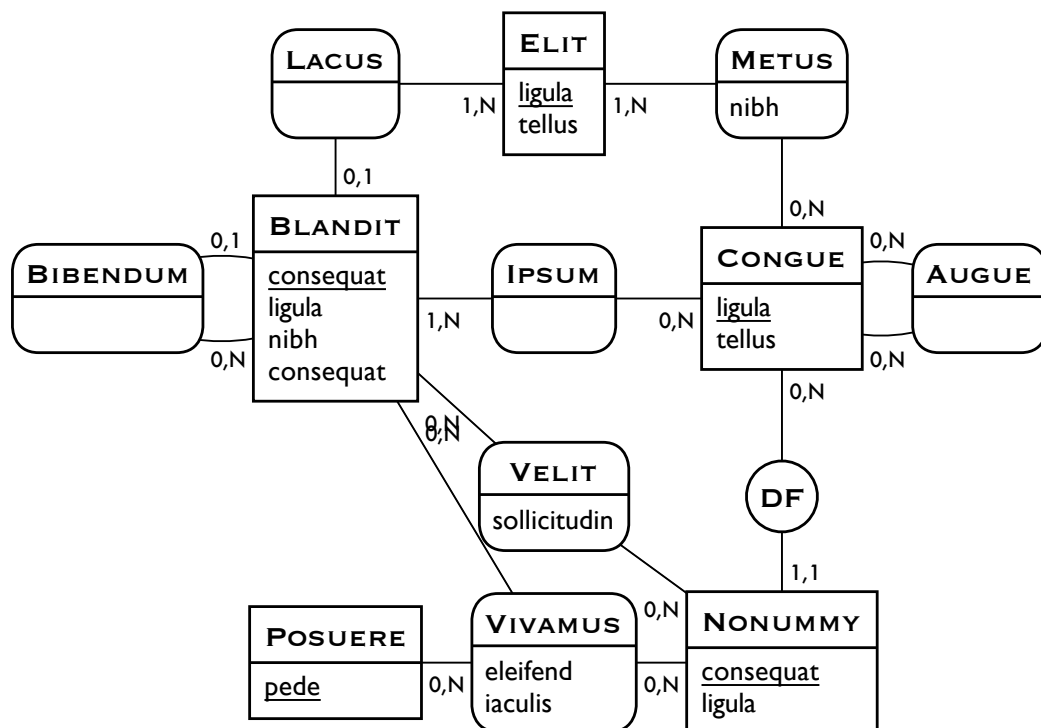 LACUS
ELIT
ligula
tellus
METUS
nibh
1,N
1,N
0,1
0,N
BIBENDUM
0,1
0,N
BLANDIT
consequat
ligula
nibh
consequat
1,N
IPSUM
0,N
CONGUE
ligula
tellus
0,N
0,N
AUGUE
0,N
0,N
0,N
VELIT
sollicitudin
DF
1,1
0,N
POSUERE
pede
0,N
VIVAMUS
eleifend
iaculis
0,N
NONUMMY
consequat
ligula